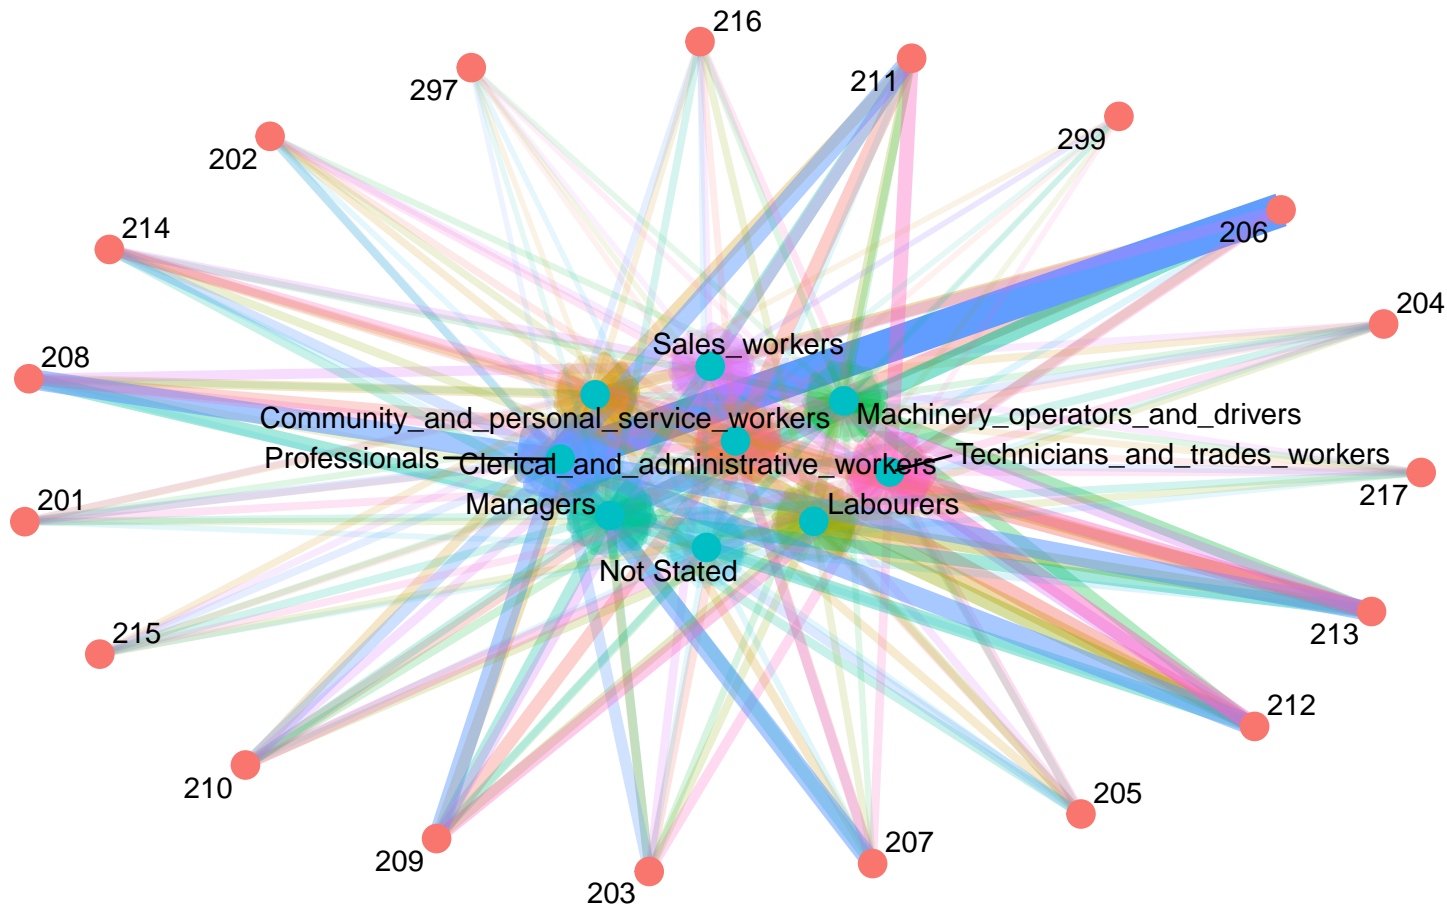 216
297
211
299
202
214
206
204
208
Sales_workers
Community_and_personal_service_workers
Machinery_operators_and_drivers
Professionals
Clerical_and_administrative_workers
Technicians_and_trades_workers
217
201
Managers
Labourers
Not Stated
215
213
212
210
205
209
207
203